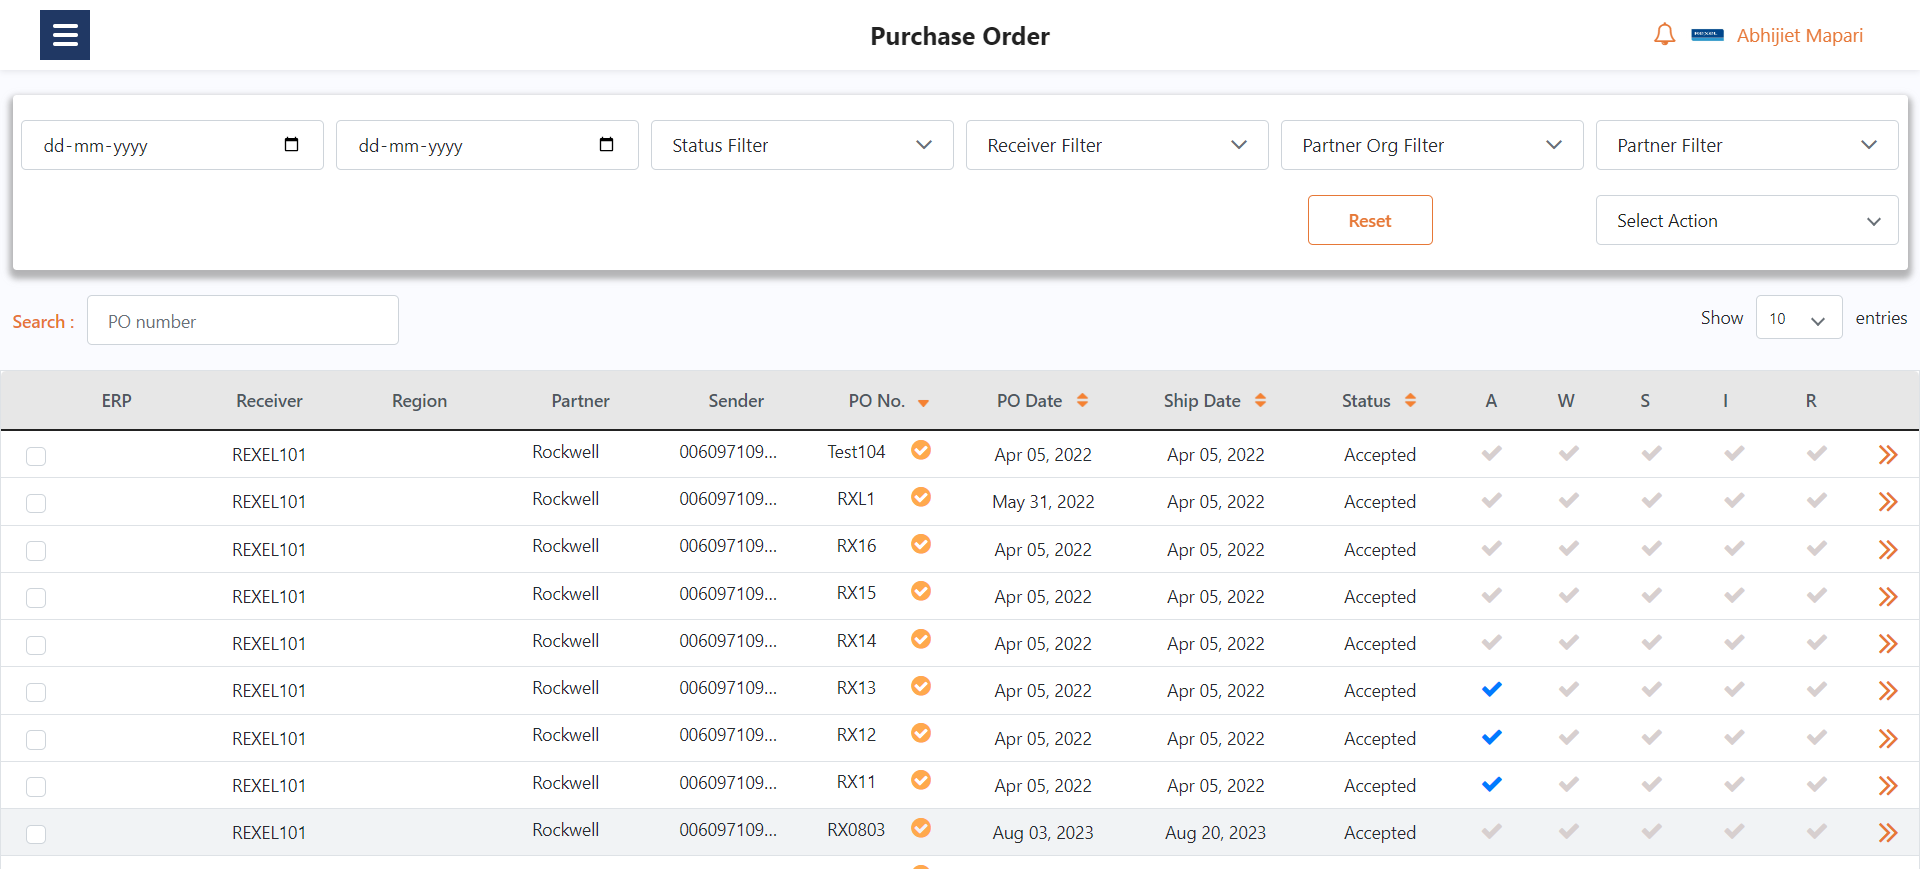 Purchase Order
REXEL
Abhijiet Mapari
dd-mm-yyyy dd-mm-yyyy Status Filter Receiver Filter Partner Org Filter Partner Filter
Reset Select Action
Search : PO number Show 10 entries
ERP Receiver Region Partner Sender PO No. PO Date Ship Date Status A W S I R
REXEL101 Rockwell 006097109... Test104 Apr 05, 2022 Apr 05, 2022 Accepted
REXEL101 Rockwell 006097109... RXL1 May 31, 2022 Apr 05, 2022 Accepted
REXEL101 Rockwell 006097109... RX16 Apr 05, 2022 Apr 05, 2022 Accepted
REXEL101 Rockwell 006097109... RX15 Apr 05, 2022 Apr 05, 2022 Accepted
REXEL101 Rockwell 006097109... RX14 Apr 05, 2022 Apr 05, 2022 Accepted
REXEL101 Rockwell 006097109... RX13 Apr 05, 2022 Apr 05, 2022 Accepted
REXEL101 Rockwell 006097109... RX12 Apr 05, 2022 Apr 05, 2022 Accepted
REXEL101 Rockwell 006097109... RX11 Apr 05, 2022 Apr 05, 2022 Accepted
REXEL101 Rockwell 006097109... RX0803 Aug 03, 2023 Aug 20, 2023 Accepted